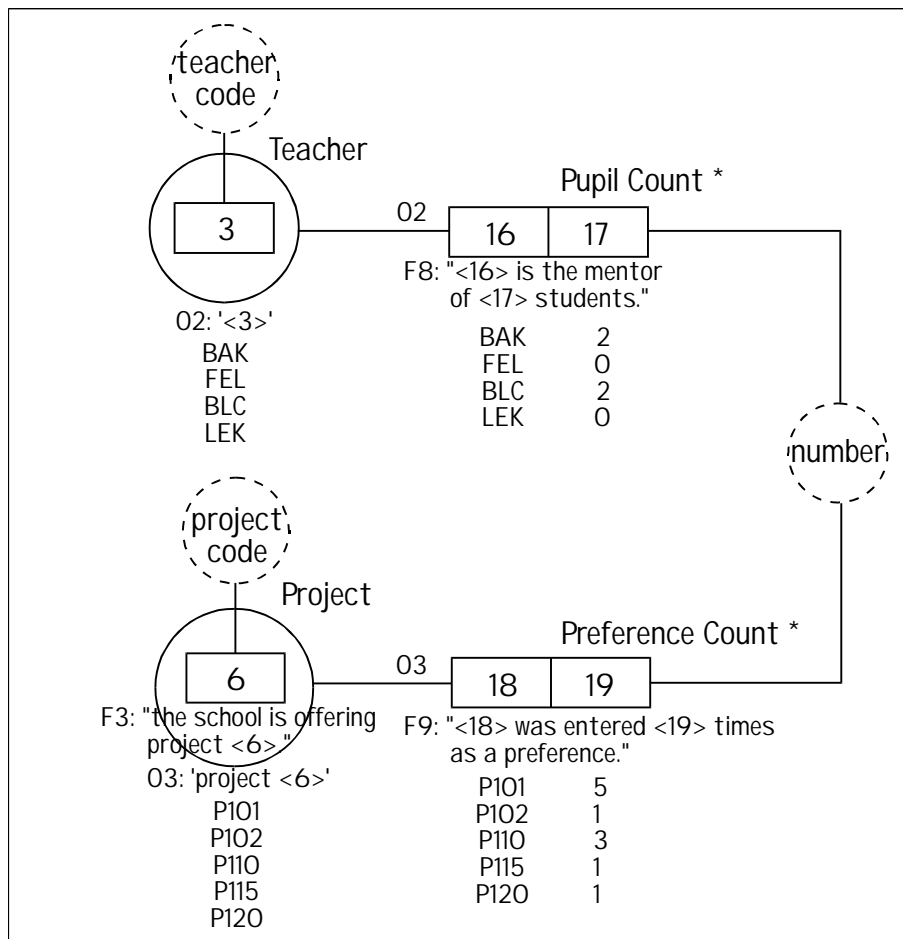 teacher
code
Teacher
Pupil Count *
3
O2
16 17
F8: "<16> is the mentor
of <17> students."
O2: '<3>'
BAK
FEL
BLC
LEK
BAK 2
FEL 0
BLC 2
LEK 0
number
project
code
Project
Preference Count *
6
O3
18 19
F3: "the school is offering
project <6>."
O3: 'project <6>'
F9: "<18> was entered <19> times
as a preference."
P101
P102
P110
P115
P120
P101 5
P102 1
P110 3
P115 1
P120 1